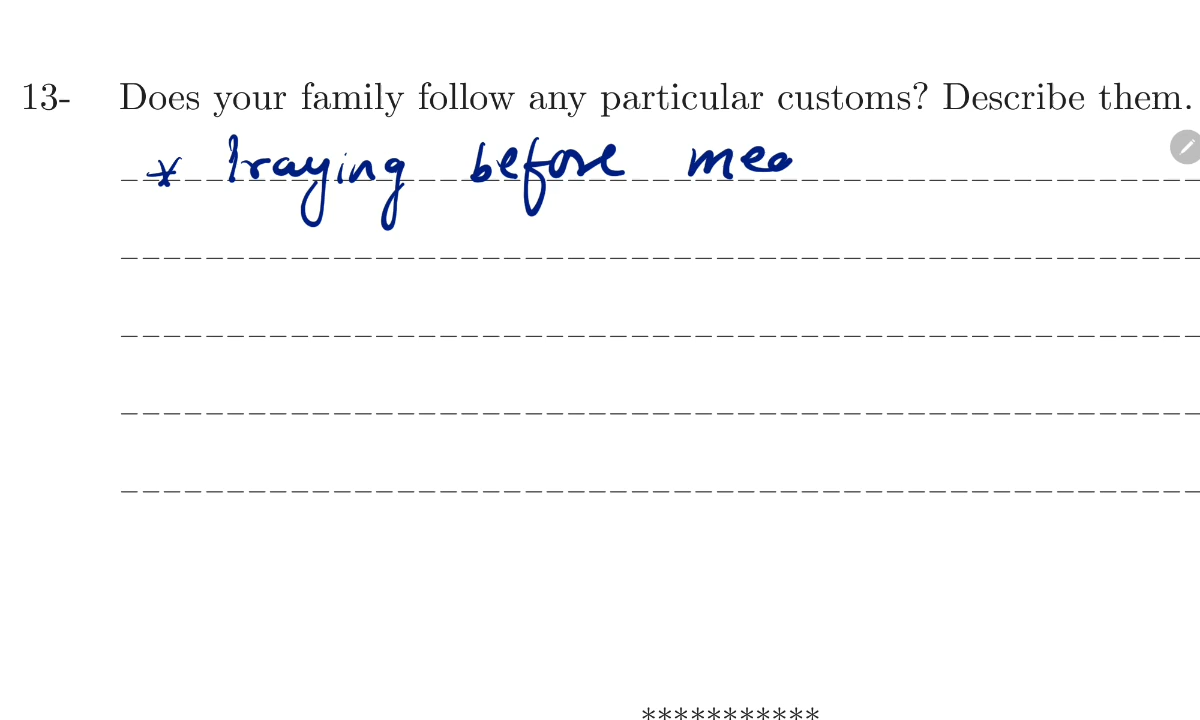 13- Does your family follow any particular customs? Describe them.
* Praying before mea
***********